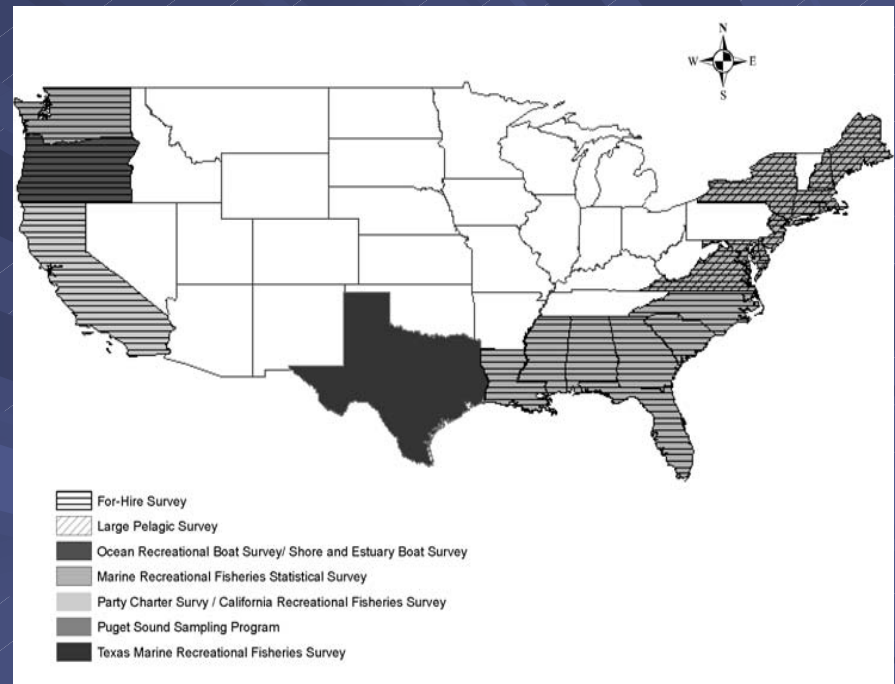 N
W E
S
For-Hire Survey
Large Pelagic Survey
Ocean Recreational Boat Survey/ Shore and Estuary Boat Survey
Marine Recreational Fisheries Statistical Survey
Party Charter Survy / California Recreational Fisheries Survey
Puget Sound Sampling Program
Texas Marine Recreational Fisheries Survey